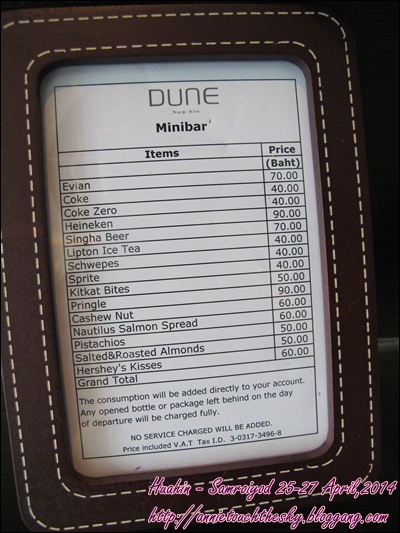 DUNE
hua-hin
Minibar
Items Price (Baht)
Evian 70.00
Coke 40.00
Coke Zero 40.00
Heineken 90.00
Singha Beer 70.00
Lipton Ice Tea 40.00
Schwepes 40.00
Sprite 40.00
Kitkat Bites 50.00
Pringle 90.00
Cashew Nut 60.00
Nautilus Salmon Spread 60.00
Pistachios 50.00
Salted&Roasted Almonds 50.00
Hershey's Kisses 60.00
Grand Total
The consumption will be added directly to your account.
Any opened bottle or package left behind on the day
of departure will be charged fully.
NO SERVICE CHARGED WILL BE ADDED.
Price included V.A.T Tax I.D. 3-0317-3496-8
Huahin - Samroiyod 25-27 April,2014
http://annietouchthesky.bloggang.com